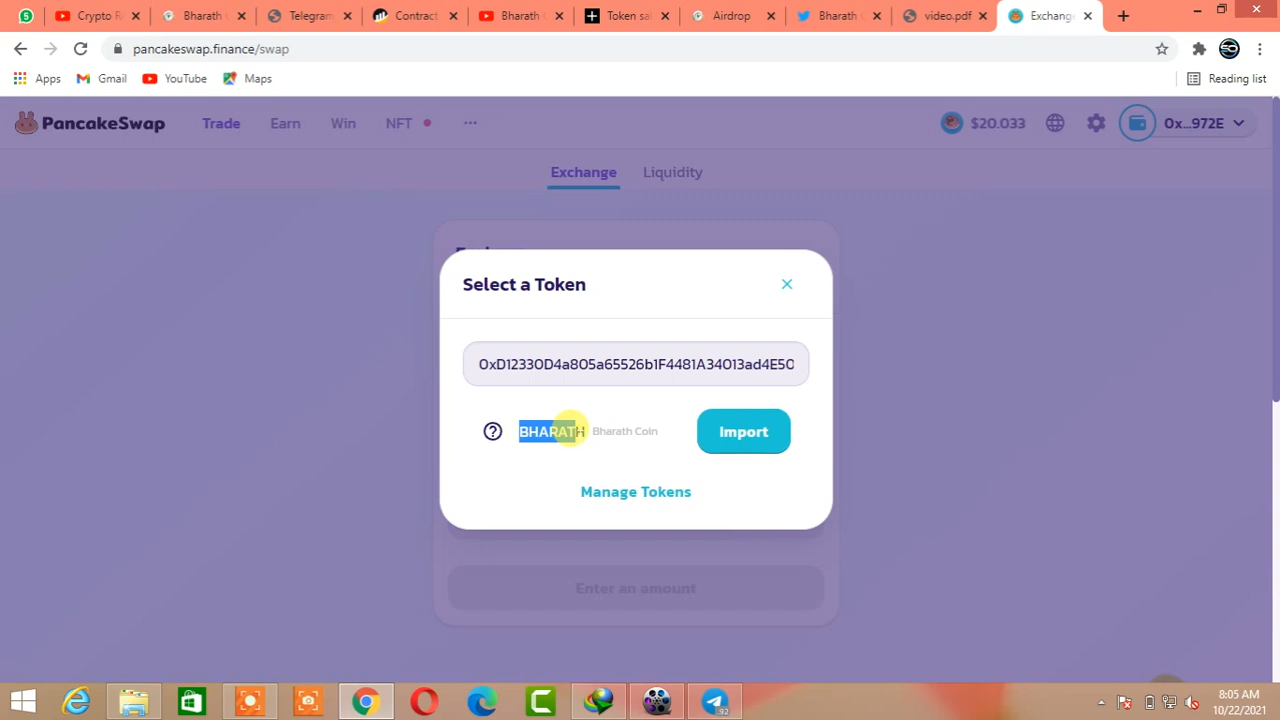 5
Crypto R
Bharath
Telegram
Contract
Bharath
Token sal
Airdrop
Bharath
video.pdf
Exchange
pancakeswap.finance/swap
Apps
Gmail
YouTube
Maps
Reading list
PancakeSwap
Trade
Earn
Win
NFT
$20.033
0x...972E
Exchange
Liquidity
Select a Token
0xD12330D4a805a65526b1F4481A34013ad4E50
BHARATH Bharath Coin
Import
Manage Tokens
Enter an amount
92
8:05 AM
10/22/2021